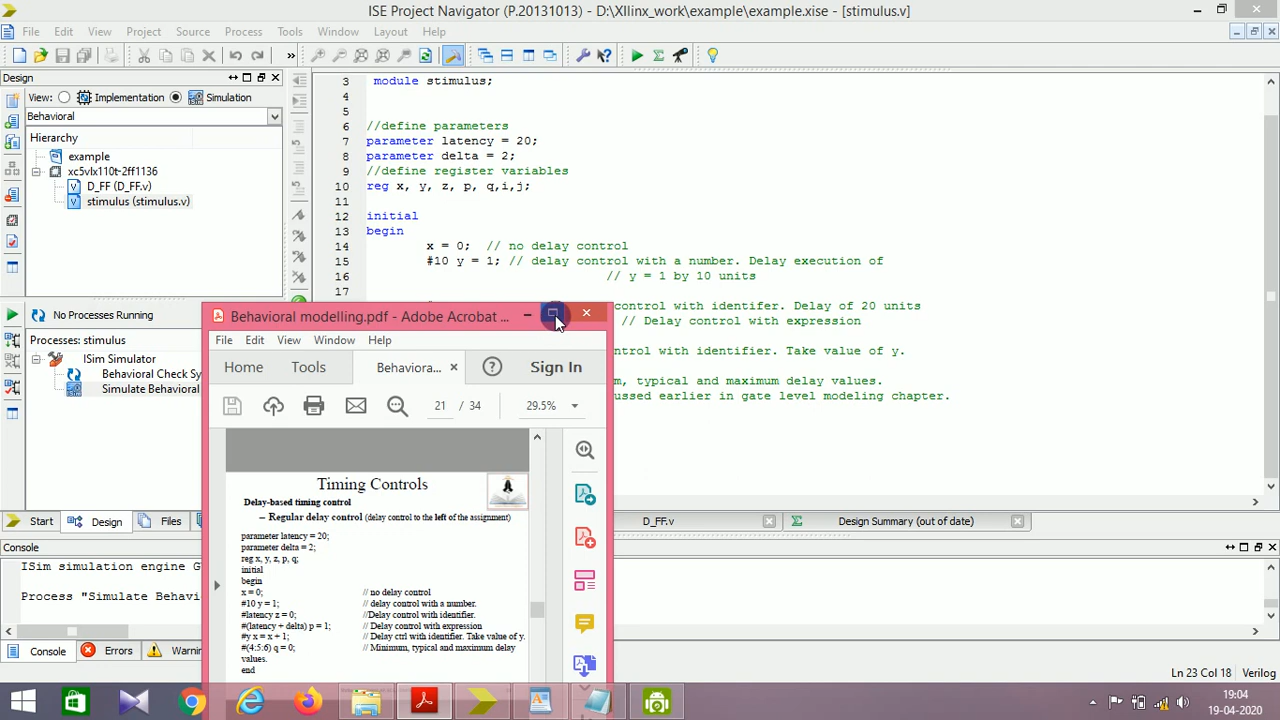 ISE Project Navigator (P.20131013) - D:\XIlinx_work\example\example.xise - [stimulus.v]
File Edit View Project Source Process Tools Window Layout Help
Design
View: Implementation Simulation
Behavioral
Hierarchy
example
xc5vlx110t-2ff1136
D_FF (D_FF.v)
stimulus (stimulus.v)
No Processes Running
Processes: stimulus
ISim Simulator
Behavioral Check Sy
Simulate Behavioral
Start Design Files
3 module stimulus;
4
5
6 //define parameters
7 parameter latency = 20;
8 parameter delta = 2;
9 //define register variables
10 reg x, y, z, p, q,i,j;
11
12 initial
13 begin
14 x = 0; // no delay control
15 #10 y = 1; // delay control with a number. Delay execution of
16 // y = 1 by 10 units
17
control with identifer. Delay of 20 units
// Delay control with expression
ntrol with identifier. Take value of y.
m, typical and maximum delay values.
ussed earlier in gate level modeling chapter.
D_FF.v Design Summary (out of date)
Console
ISim simulation engine G
Process "Simulate Behavi
Console Errors Warnin
Ln 23 Col 18 Verilog
Behavioral modelling.pdf - Adobe Acrobat ...
File Edit View Window Help
Home Tools Behaviora... Sign In
21 / 34 29.5%
Timing Controls
Delay-based timing control
– Regular delay control (delay control to the left of the assignment)
parameter latency = 20;
parameter delta = 2;
reg x, y, z, p, q;
initial
begin
x = 0; // no delay control
#10 y = 1; // delay control with a number.
#latency z = 0; //Delay control with identifier.
#(latency + delta) p = 1; // Delay control with expression
#y x = x + 1; // Delay ctrl with identifier. Take value of y.
#(4:5:6) q = 0; // Minimum, typical and maximum delay
values.
end
19:04
19-04-2020